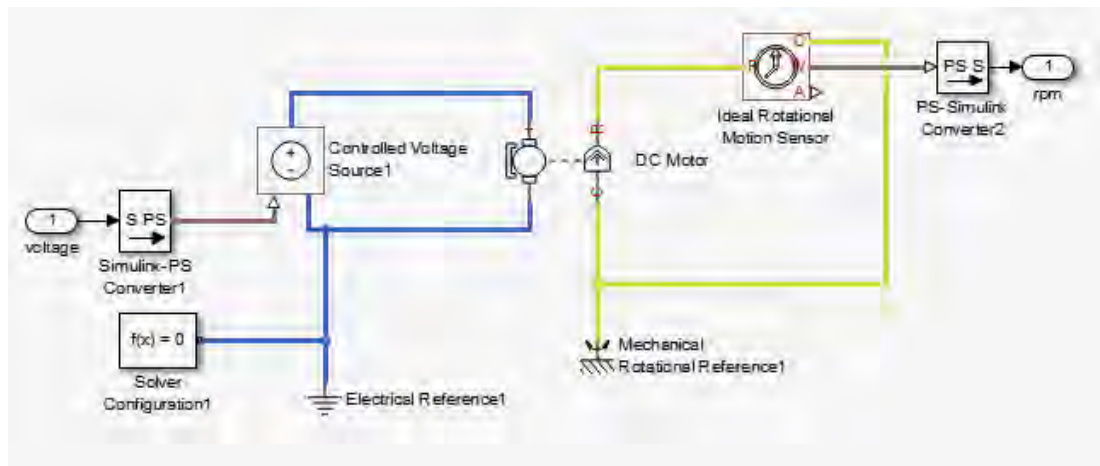 C
R
W
A
PS S
1
rpm
PS-Simulink
Converter2
Ideal Rotational
Motion Sensor
+
-
Controlled Voltage
Source1
+
R
DC Motor
C
1
voltage
S PS
Simulink-PS
Converter1
f(x) = 0
Solver
Configuration1
Mechanical
Rotational Reference1
Electrical Reference1